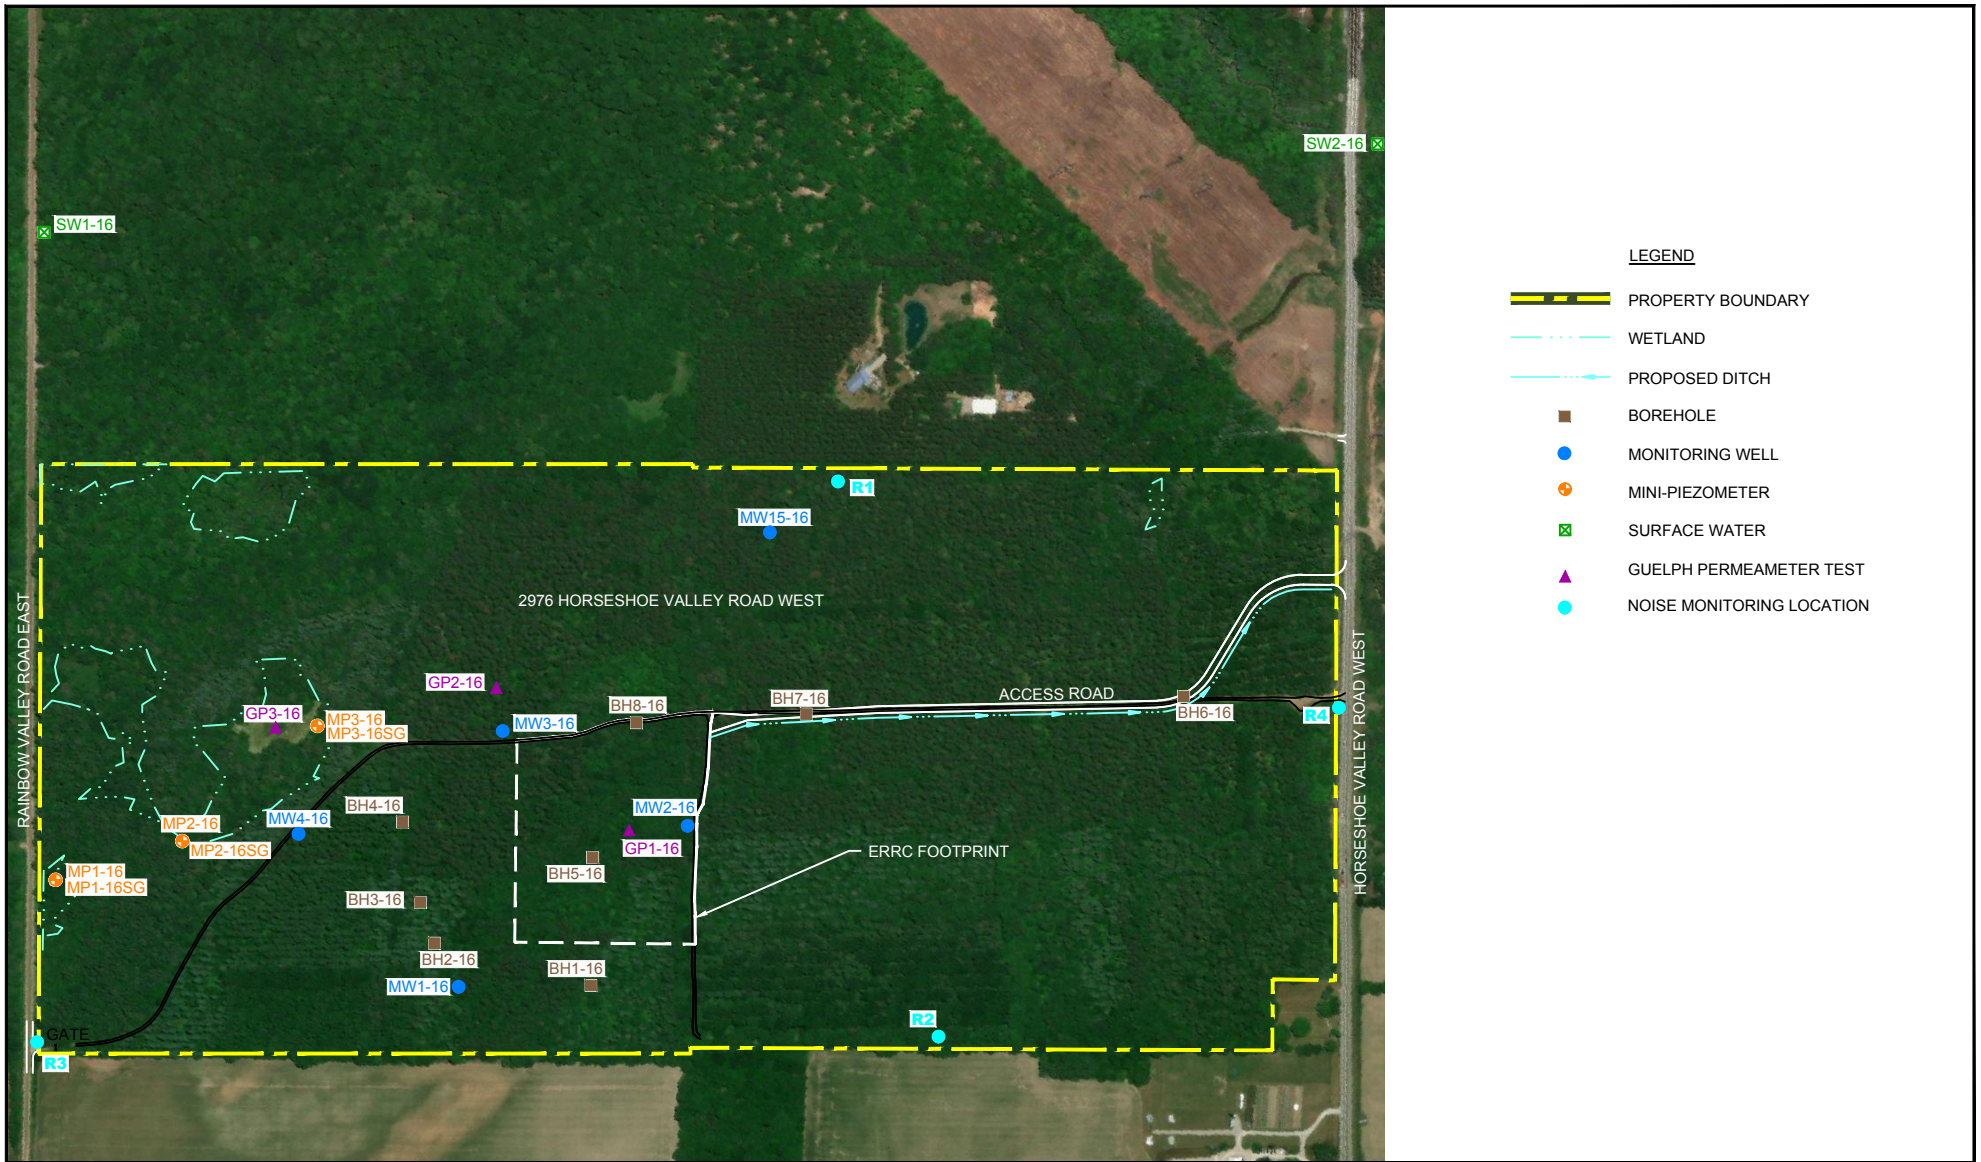 SW2-16
SW1-16
LEGEND
PROPERTY BOUNDARY
WETLAND
PROPOSED DITCH
BOREHOLE
MONITORING WELL
MINI-PIEZOMETER
SURFACE WATER
GUELPH PERMEAMETER TEST
NOISE MONITORING LOCATION
R1
MW15-16
2976 HORSESHOE VALLEY ROAD WEST
RAINBOW VALLEY ROAD EAST
HORSESHOE VALLEY ROAD WEST
GP2-16
ACCESS ROAD
BH8-16
BH7-16
BH6-16
R4
GP3-16
MP3-16
MP3-16SG
MW3-16
BH4-16
MW2-16
MW4-16
MP2-16
MP2-16SG
GP1-16
ERRC FOOTPRINT
MP1-16
MP1-16SG
BH5-16
BH3-16
BH2-16
BH1-16
MW1-16
R2
GATE
R3